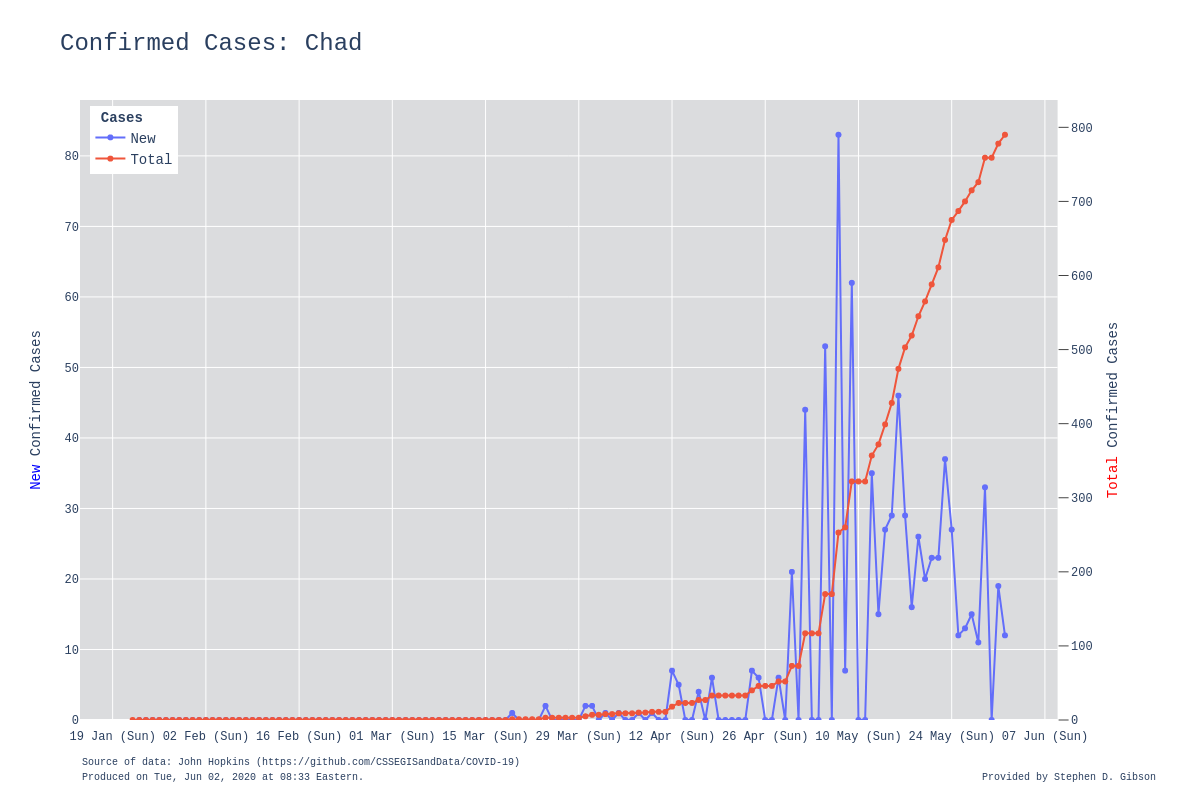 Confirmed Cases: Chad
Cases
New
Total
80
70
60
50
40
30
20
10
0
New Confirmed Cases
800
700
600
500
400
300
200
100
0
Total Confirmed Cases
19 Jan (Sun) 02 Feb (Sun) 16 Feb (Sun) 01 Mar (Sun) 15 Mar (Sun) 29 Mar (Sun) 12 Apr (Sun) 26 Apr (Sun) 10 May (Sun) 24 May (Sun) 07 Jun (Sun)
Source of data: John Hopkins (https://github.com/CSSEGISandData/COVID-19)
Produced on Tue, Jun 02, 2020 at 08:33 Eastern.
Provided by Stephen D. Gibson